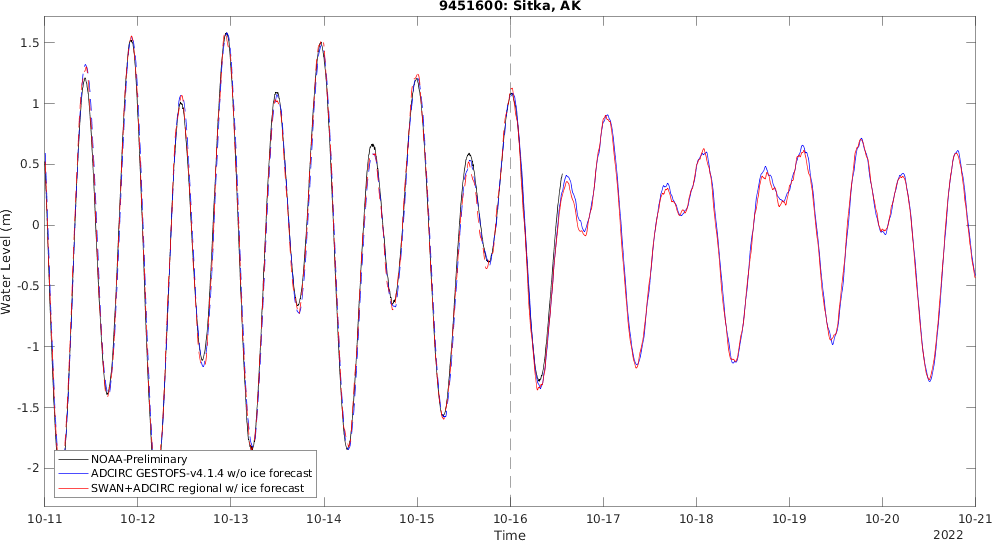 9451600: Sitka, AK
Water Level (m)
1.5
1
0.5
0
-0.5
-1
-1.5
-2
NOAA-Preliminary
ADCIRC GESTOFS-v4.1.4 w/o ice forecast
SWAN+ADCIRC regional w/ ice forecast
10-11 10-12 10-13 10-14 10-15 10-16 10-17 10-18 10-19 10-20 10-21
Time
2022